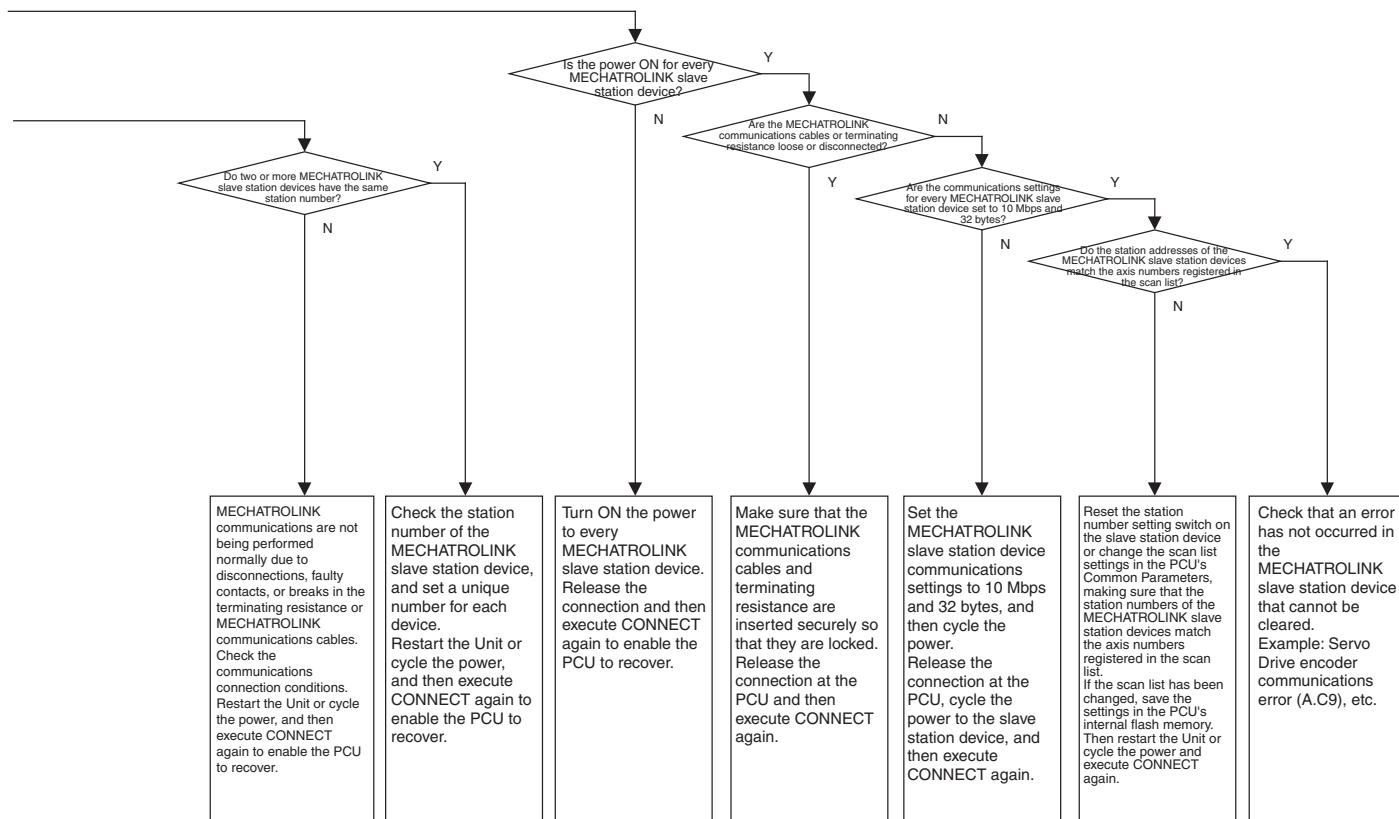 Is the power ON for every
MECHATROLINK slave
station device?
Y
N
Are the MECHATROLINK
communications cables or terminating
resistance loose or disconnected?
N
Y
Do two or more MECHATROLINK
slave station devices have the same
station number?
Y
N
Are the communications settings
for every MECHATROLINK slave
station device set to 10 Mbps and
32 bytes?
Y
N
Do the station addresses of the
MECHATROLINK slave station devices
match the axis numbers registered in
the scan list?
Y
N
MECHATROLINK
communications are not
being performed
normally due to
disconnections, faulty
contacts, or breaks in the
terminating resistance or
MECHATROLINK
communications cables.
Check the
communications
connection conditions.
Restart the Unit or cycle
the power, and then
execute CONNECT
again to enable the PCU
to recover.
Check the station
number of the
MECHATROLINK
slave station device,
and set a unique
number for each
device.
Restart the Unit or
cycle the power,
and then execute
CONNECT again to
enable the PCU to
recover.
Turn ON the power
to every
MECHATROLINK
slave station device.
Release the
connection and then
execute CONNECT
again to enable the
PCU to recover.
Make sure that the
MECHATROLINK
communications
cables and
terminating
resistance are
inserted securely so
that they are locked.
Release the
connection at the
PCU and then
execute CONNECT
again.
Set the
MECHATROLINK
slave station device
communications
settings to 10 Mbps
and 32 bytes, and
then cycle the
power.
Release the
connection at the
PCU, cycle the
power to the slave
station device, and
then execute
CONNECT again.
Reset the station
number setting switch on
the slave station device
or change the scan list
settings in the PCU's
Common Parameters,
making sure that the
station numbers of the
MECHATROLINK slave
station devices match
the axis numbers
registered in the scan
list.
If the scan list has been
changed, save the
settings in the PCU's
internal flash memory.
Then restart the Unit or
cycle the power and
execute CONNECT
again.
Check that an error
has not occurred in
the
MECHATROLINK
slave station device
that cannot be
cleared.
Example: Servo
Drive encoder
communications
error (A.C9), etc.